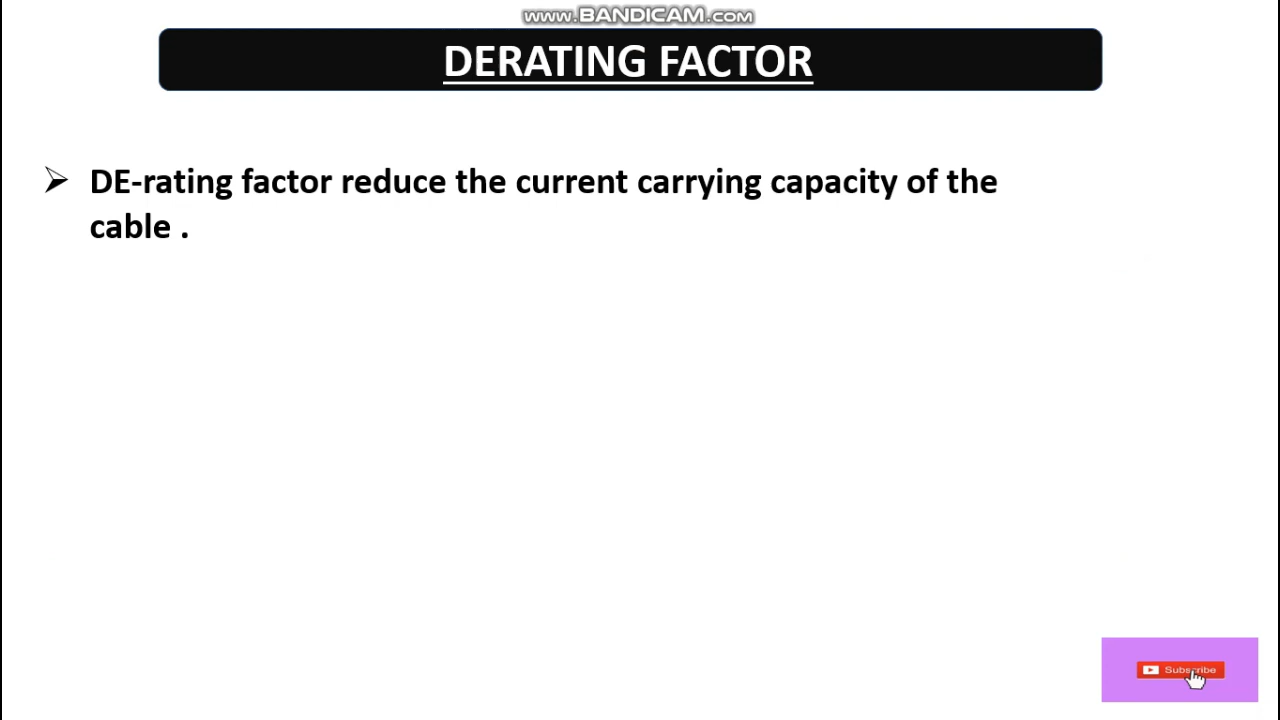 www.BANDICAM.COM
DERATING FACTOR
➢ DE-rating factor reduce the current carrying capacity of the
cable .
Subscribe